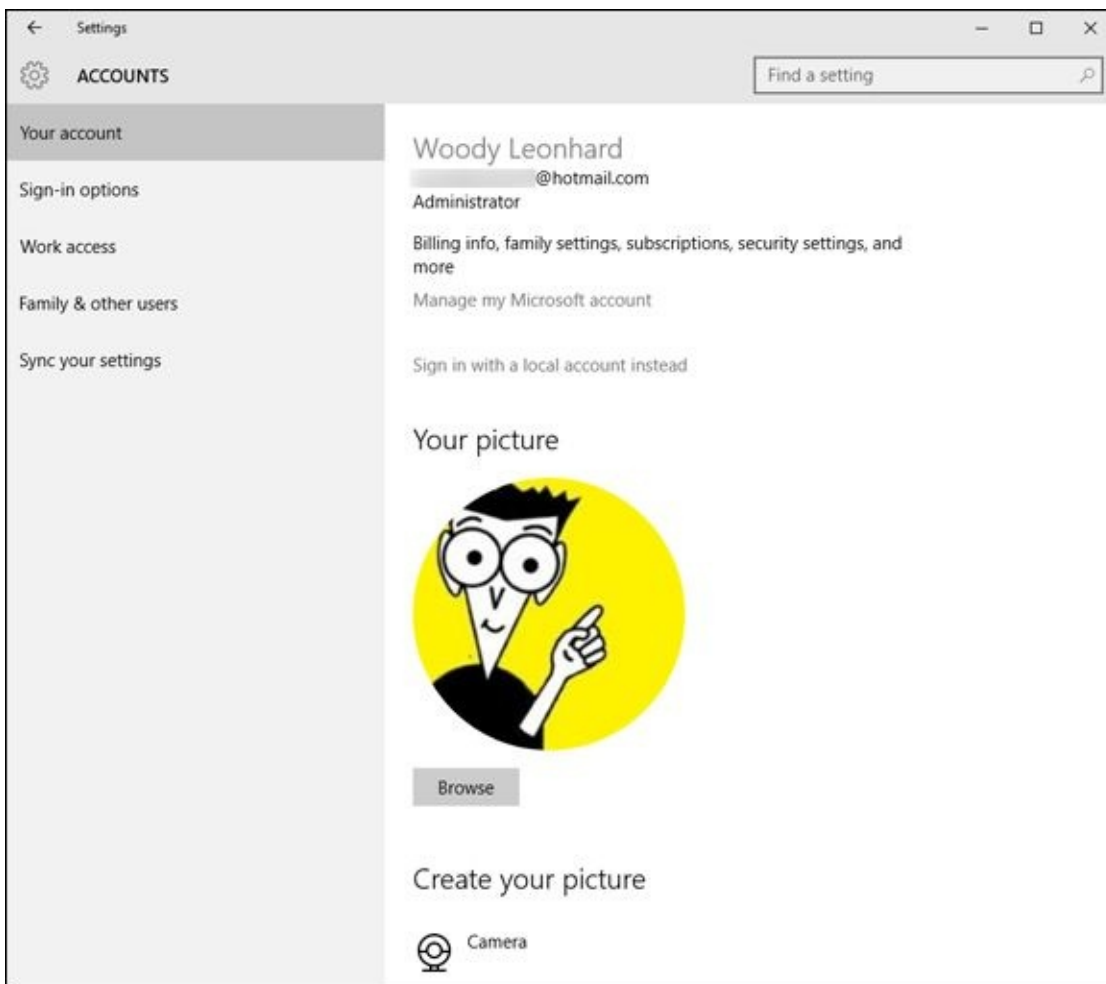 Settings
ACCOUNTS
Find a setting
Your account
Sign-in options
Work access
Family & other users
Sync your settings
Woody Leonhard
@hotmail.com
Administrator
Billing info, family settings, subscriptions, security settings, and
more
Manage my Microsoft account
Sign in with a local account instead
Your picture
Browse
Create your picture
Camera